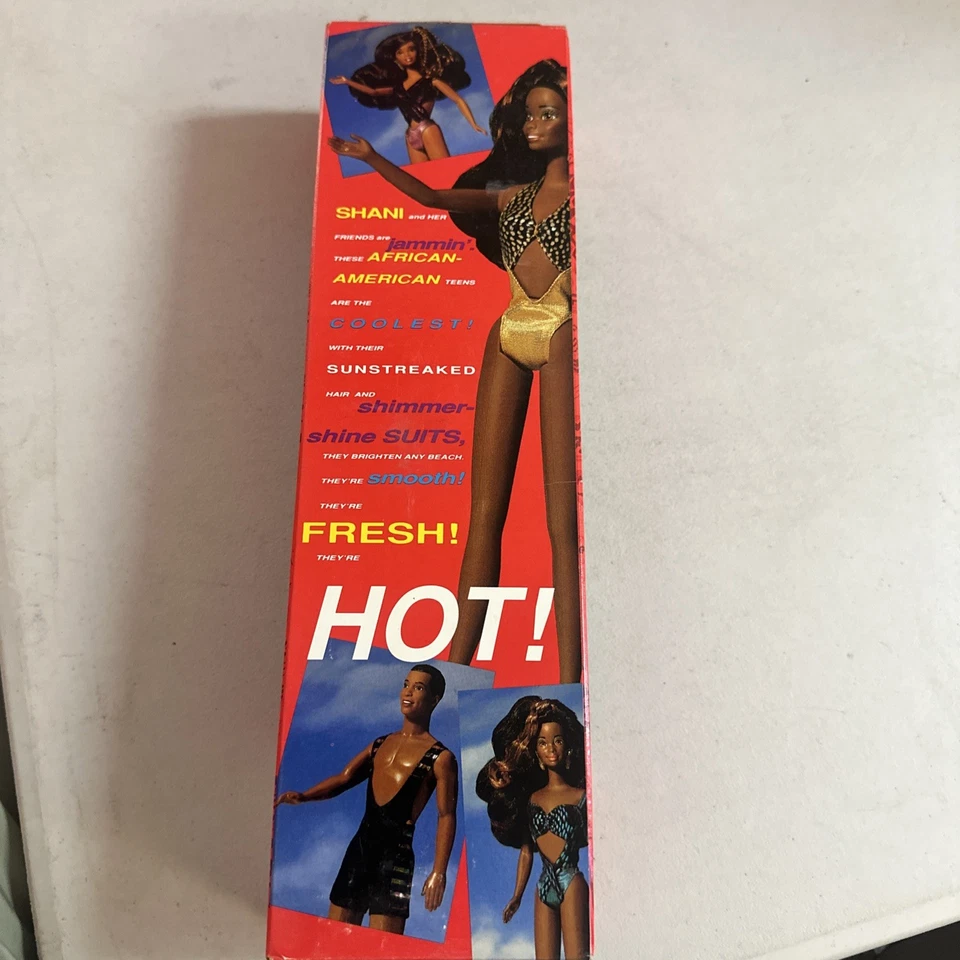 SHANI and HER
FRIENDS are jammin'.
THESE AFRICAN-
AMERICAN TEENS
ARE THE
COOLEST!
WITH THEIR
SUNSTREAKED
HAIR AND
shimmer-
shine SUITS,
THEY BRIGHTEN ANY BEACH.
THEY'RE smooth!
THEY'RE
FRESH!
THEY'RE
HOT!